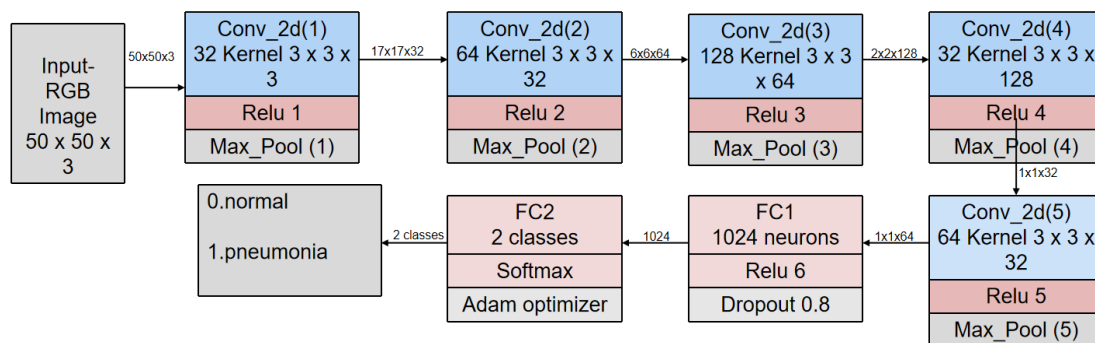 Input-
RGB
Image
50 x 50 x
3
50x50x3
Conv_2d(1)
32 Kernel 3 x 3 x
3
Relu 1
Max_Pool (1)
17x17x32
Conv_2d(2)
64 Kernel 3 x 3 x
32
Relu 2
Max_Pool (2)
6x6x64
Conv_2d(3)
128 Kernel 3 x 3
x 64
Relu 3
Max_Pool (3)
2x2x128
Conv_2d(4)
32 Kernel 3 x 3 x
128
Relu 4
Max_Pool (4)
1x1x32
Conv_2d(5)
64 Kernel 3 x 3 x
32
Relu 5
Max_Pool (5)
1x1x64
FC1
1024 neurons
Relu 6
Dropout 0.8
1024
FC2
2 classes
Softmax
Adam optimizer
2 classes
0.normal
1.pneumonia